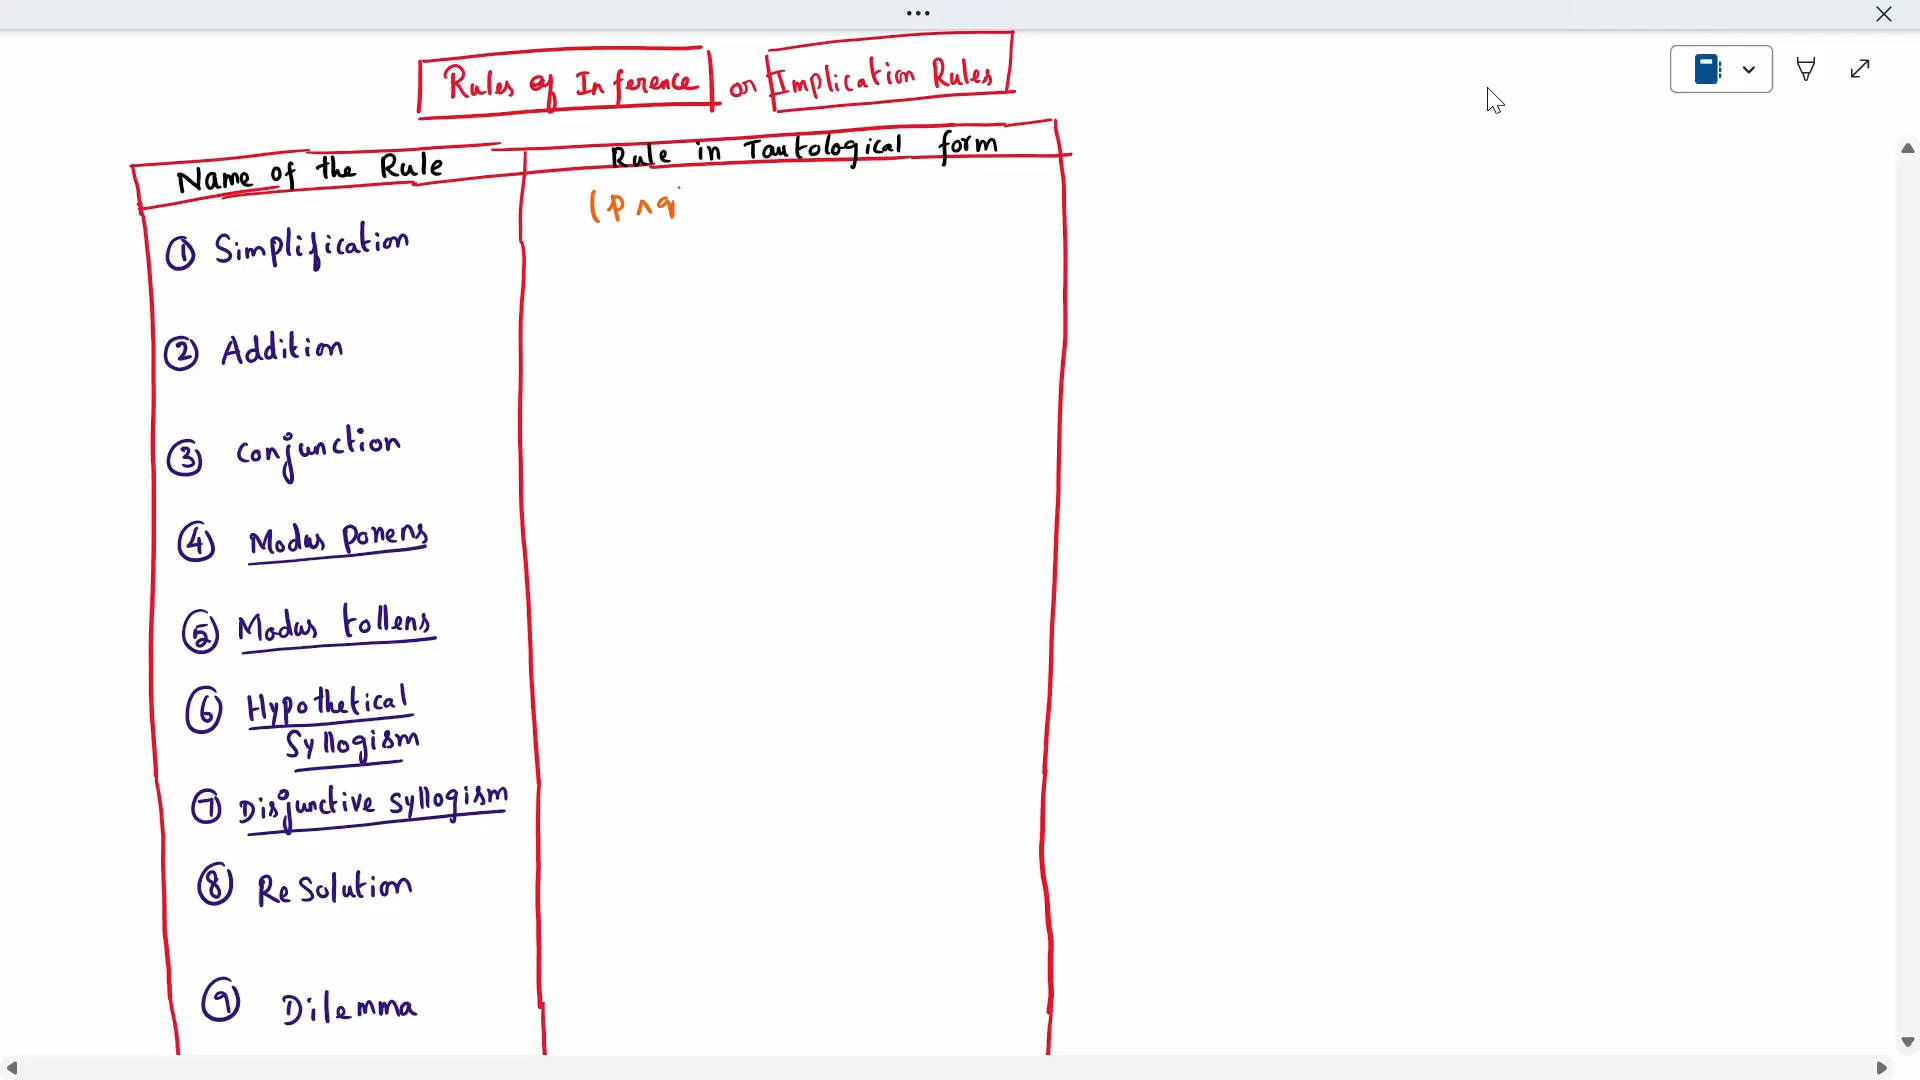 Rules of Inference or Implication Rules
Name of the Rule Rule in Tautological form
(p ∧ q
① Simplification
② Addition
③ Conjunction
④ Modus ponens
⑤ Modus tollens
⑥ Hypothetical
Syllogism
⑦ Disjunctive Syllogism
⑧ ReSolution
⑨ Dilemma